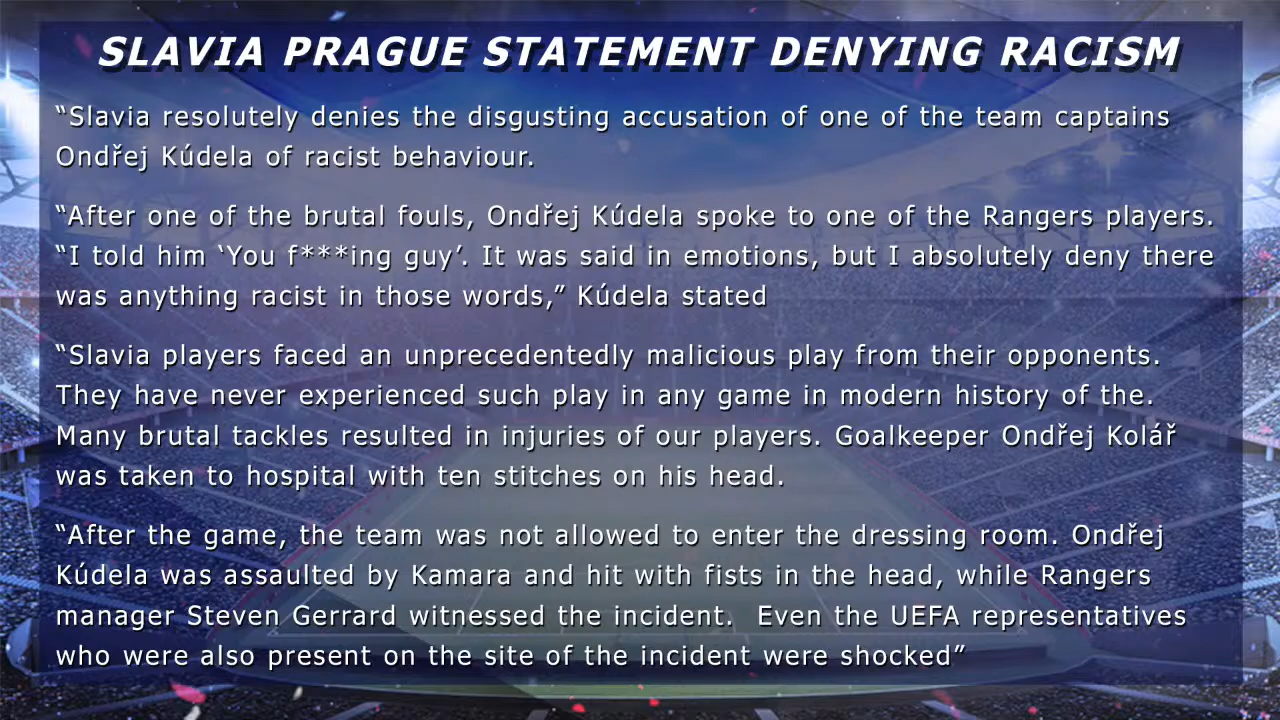 SLAVIA PRAGUE STATEMENT DENYING RACISM
“Slavia resolutely denies the disgusting accusation of one of the team captains
Ondřej Kúdela of racist behaviour.
“After one of the brutal fouls, Ondřej Kúdela spoke to one of the Rangers players.
“I told him ‘You f***ing guy’. It was said in emotions, but I absolutely deny there
was anything racist in those words,” Kúdela stated
“Slavia players faced an unprecedentedly malicious play from their opponents.
They have never experienced such play in any game in modern history of the.
Many brutal tackles resulted in injuries of our players. Goalkeeper Ondřej Kolář
was taken to hospital with ten stitches on his head.
“After the game, the team was not allowed to enter the dressing room. Ondřej
Kúdela was assaulted by Kamara and hit with fists in the head, while Rangers
manager Steven Gerrard witnessed the incident.  Even the UEFA representatives
who were also present on the site of the incident were shocked”